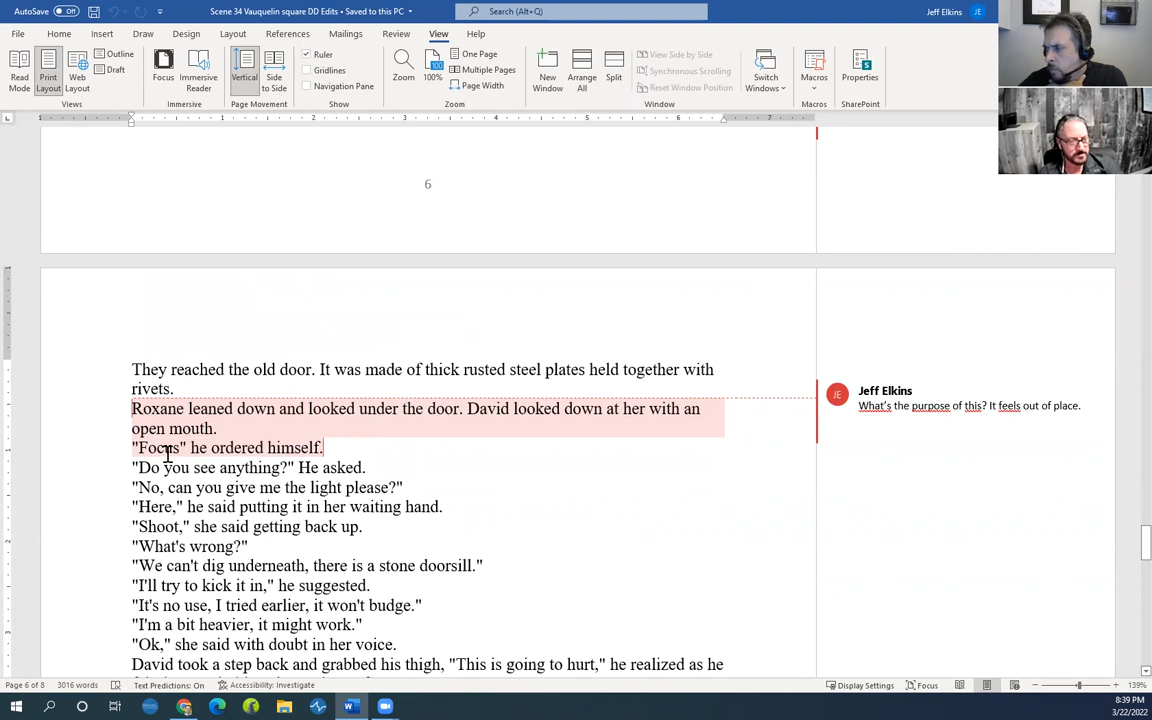 AutoSave Off Scene 34 Vauquelin square DD Edits • Saved to this PC Search (Alt+Q) Jeff Elkins JE
File Home Insert Draw Design Layout References Mailings Review View Help
Read Mode Print Layout Web Layout Outline Draft Views
Focus Immersive Reader Immersive
Vertical Side to Side Page Movement
Ruler Gridlines Navigation Pane Show
Zoom 100% One Page Multiple Pages Page Width Zoom
New Window Arrange All Split View Side by Side Synchronous Scrolling Reset Window Position Switch Windows Window
Macros Macros
Properties SharePoint
1 1 2 3 4 5 6 7
6
They reached the old door. It was made of thick rusted steel plates held together with
rivets.
Roxane leaned down and looked under the door. David looked down at her with an
open mouth.
"Focus" he ordered himself.
"Do you see anything?" He asked.
"No, can you give me the light please?"
"Here," he said putting it in her waiting hand.
"Shoot," she said getting back up.
"What's wrong?"
"We can't dig underneath, there is a stone doorsill."
"I'll try to kick it in," he suggested.
"It's no use, I tried earlier, it won't budge."
"I'm a bit heavier, it might work."
"Ok," she said with doubt in her voice.
David took a step back and grabbed his thigh, "This is going to hurt," he realized as he
JE Jeff Elkins
What's the purpose of this? It feels out of place.
Page 6 of 8 3016 words Text Predictions: On Accessibility: Investigate Display Settings Focus 139%
8:39 PM
3/22/2022